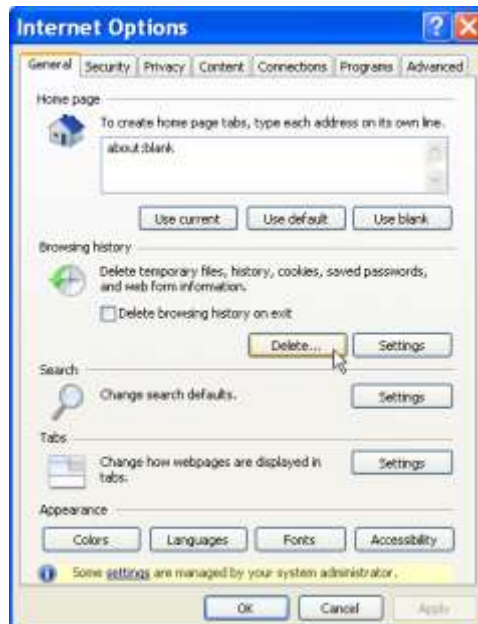 Internet Options
General Security Privacy Content Connections Programs Advanced
Home page
To create home page tabs, type each address on its own line.
about:blank
Use current Use default Use blank
Browsing history
Delete temporary files, history, cookies, saved passwords,
and web form information.
Delete browsing history on exit
Delete... Settings
Search
Change search defaults. Settings
Tabs
Change how webpages are displayed in
tabs.
Settings
Appearance
Colors Languages Fonts Accessibility
Some settings are managed by your system administrator.
OK Cancel Apply